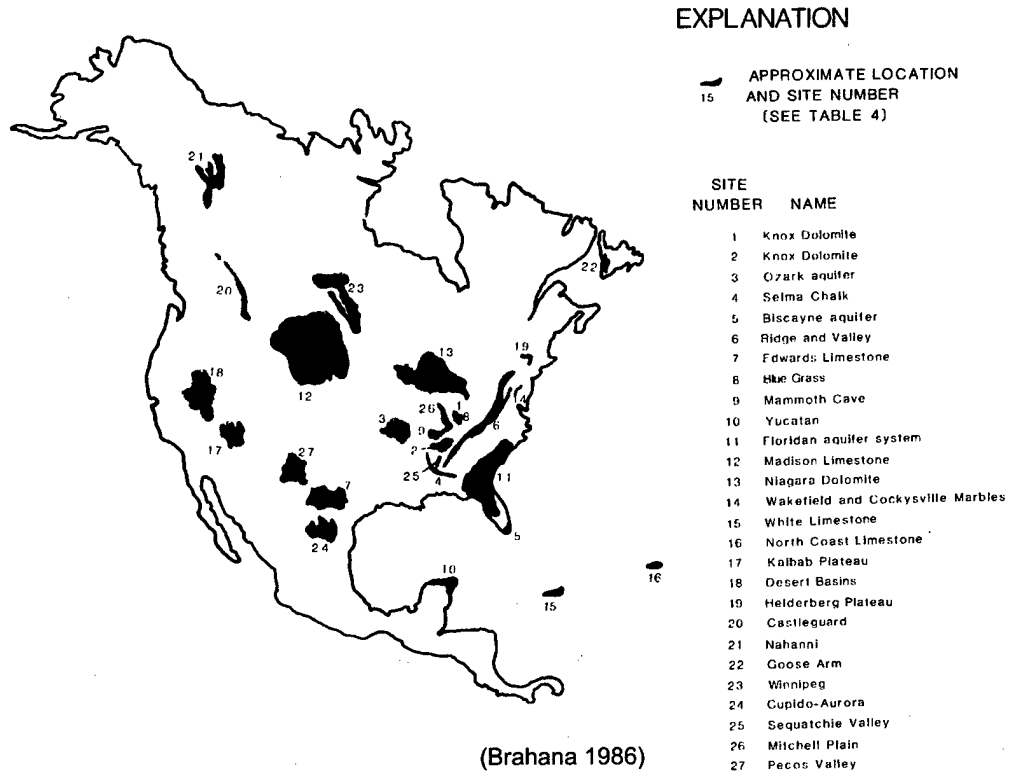 EXPLANATION
APPROXIMATE LOCATION
15 AND SITE NUMBER
(SEE TABLE 4)
SITE
NUMBER NAME
1 Knox Dolomite
2 Knox Dolomite
3 Ozark aquifer
4 Selma Chalk
5 Biscayne aquifer
6 Ridge and Valley
7 Edwards Limestone
8 Blue Grass
9 Mammoth Cave
10 Yucatan
11 Floridan aquifer system
12 Madison Limestone
13 Niagara Dolomite
14 Wakefield and Cockysville Marbles
15 White Limestone
16 North Coast Limestone
17 Kaibab Plateau
18 Desert Basins
19 Helderberg Plateau
20 Castleguard
21 Nahanni
22 Goose Arm
23 Winnipeg
24 Cupido-Aurora
25 Sequatchie Valley
26 Mitchell Plain
27 Pecos Valley
21
22
20
23
19
13
18
12
14
26
1
8
3
9
6
17
2
27
25
4
11
7
5
24
10
16
15
(Brahana 1986)